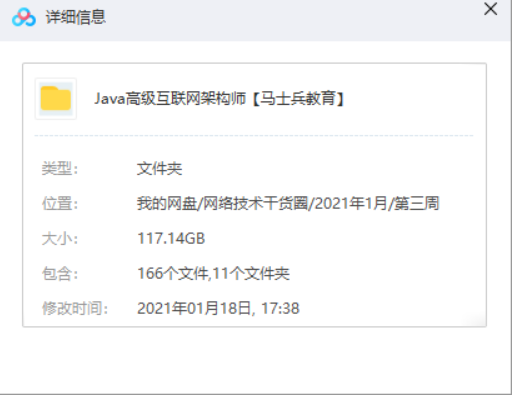 详细信息
Java高级互联网架构师【马士兵教育】
类型： 文件夹
位置： 我的网盘/网络技术干货圈/2021年1月/第三周
大小： 117.14GB
包含： 166个文件,11个文件夹
修改时间： 2021年01月18日, 17:38